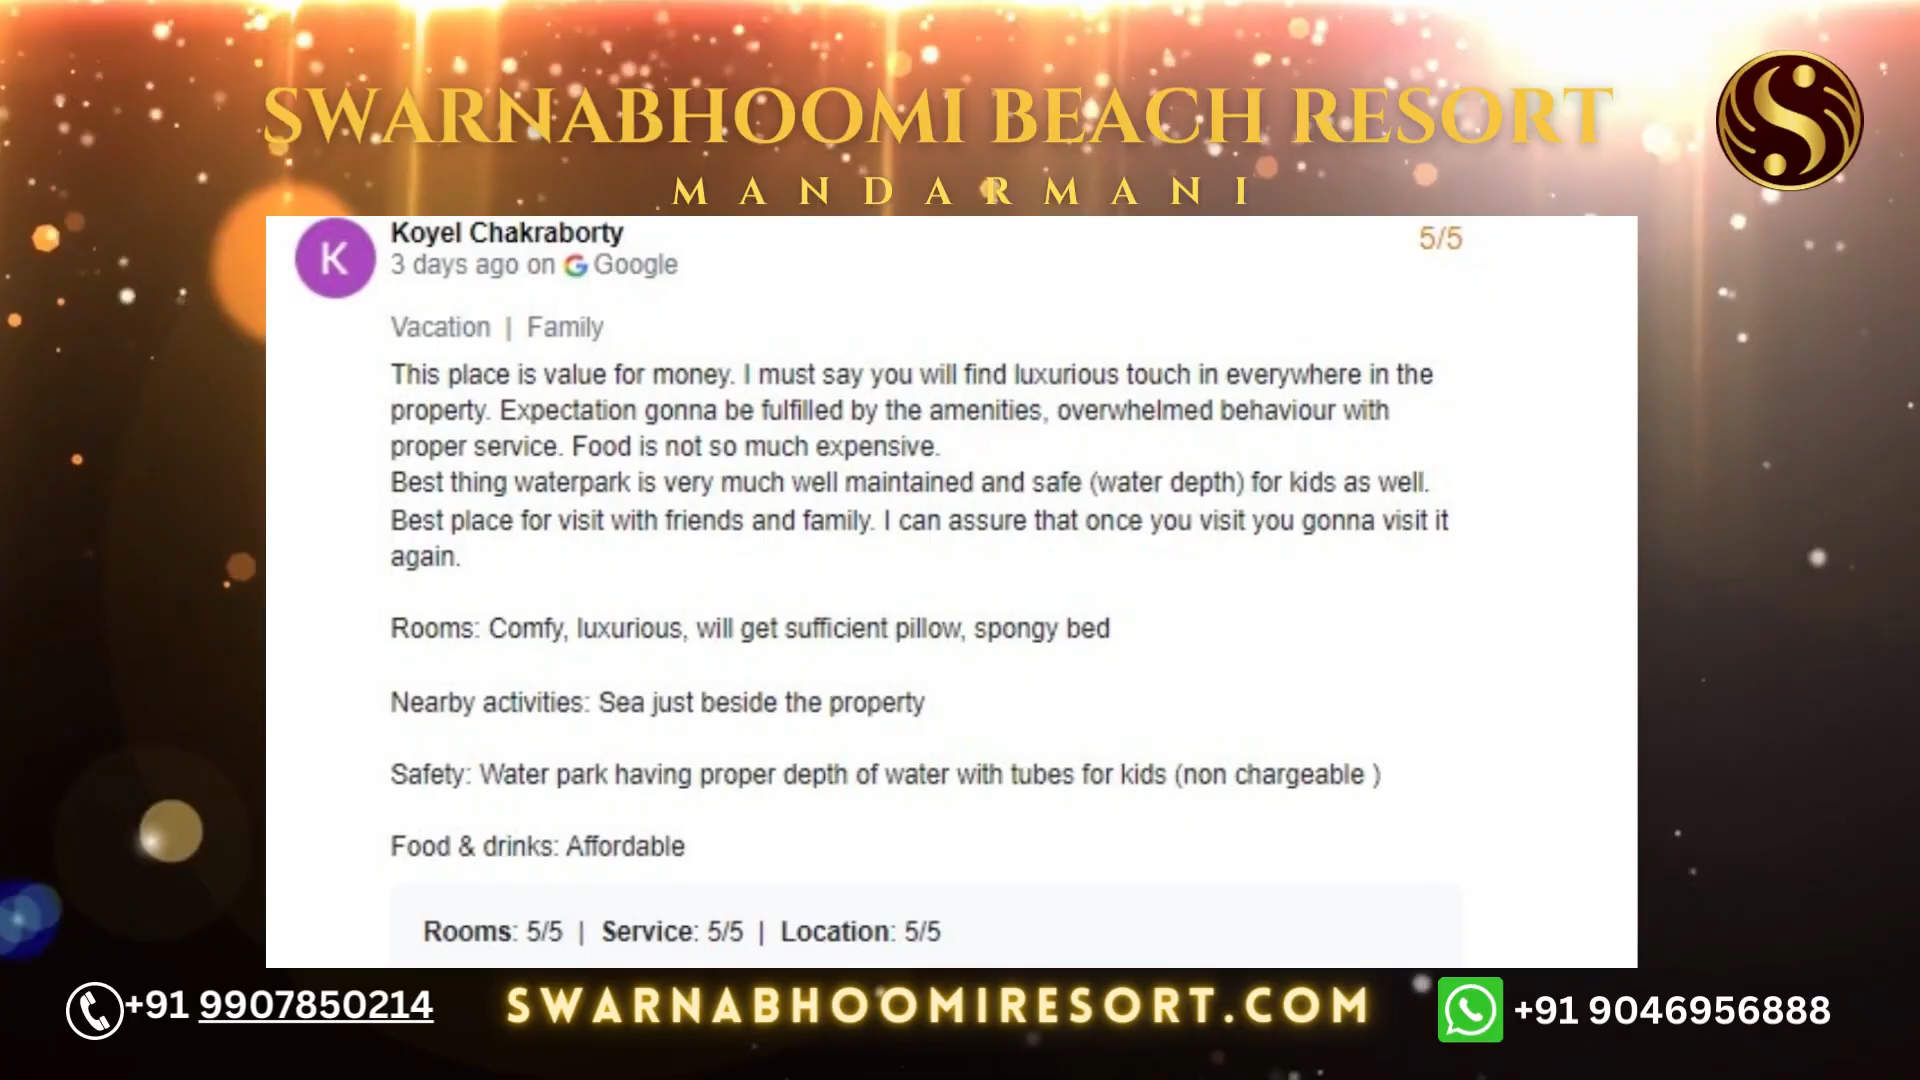 SWARNABHOOMI BEACH RESORT
MANDARMANI
K
Koyel Chakraborty
5/5
3 days ago on Google
Vacation | Family
This place is value for money. I must say you will find luxurious touch in everywhere in the
property. Expectation gonna be fulfilled by the amenities, overwhelmed behaviour with
proper service. Food is not so much expensive.
Best thing waterpark is very much well maintained and safe (water depth) for kids as well.
Best place for visit with friends and family. I can assure that once you visit you gonna visit it
again.
Rooms: Comfy, luxurious, will get sufficient pillow, spongy bed
Nearby activities: Sea just beside the property
Safety: Water park having proper depth of water with tubes for kids (non chargeable )
Food & drinks: Affordable
Rooms: 5/5 | Service: 5/5 | Location: 5/5
+91 9907850214
SWARNABHOOMIRESORT.COM
+91 9046956888